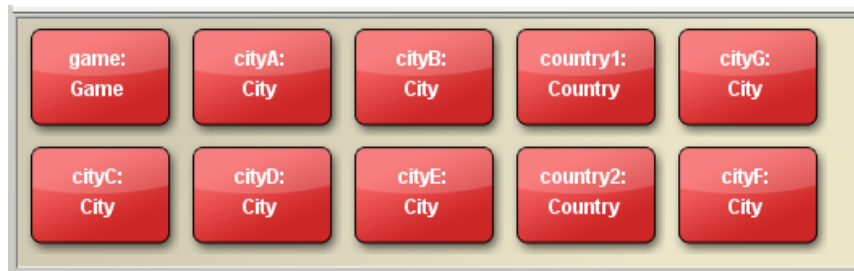 game:
Game
cityA:
City
cityB:
City
country1:
Country
cityG:
City
cityC:
City
cityD:
City
cityE:
City
country2:
Country
cityF:
City